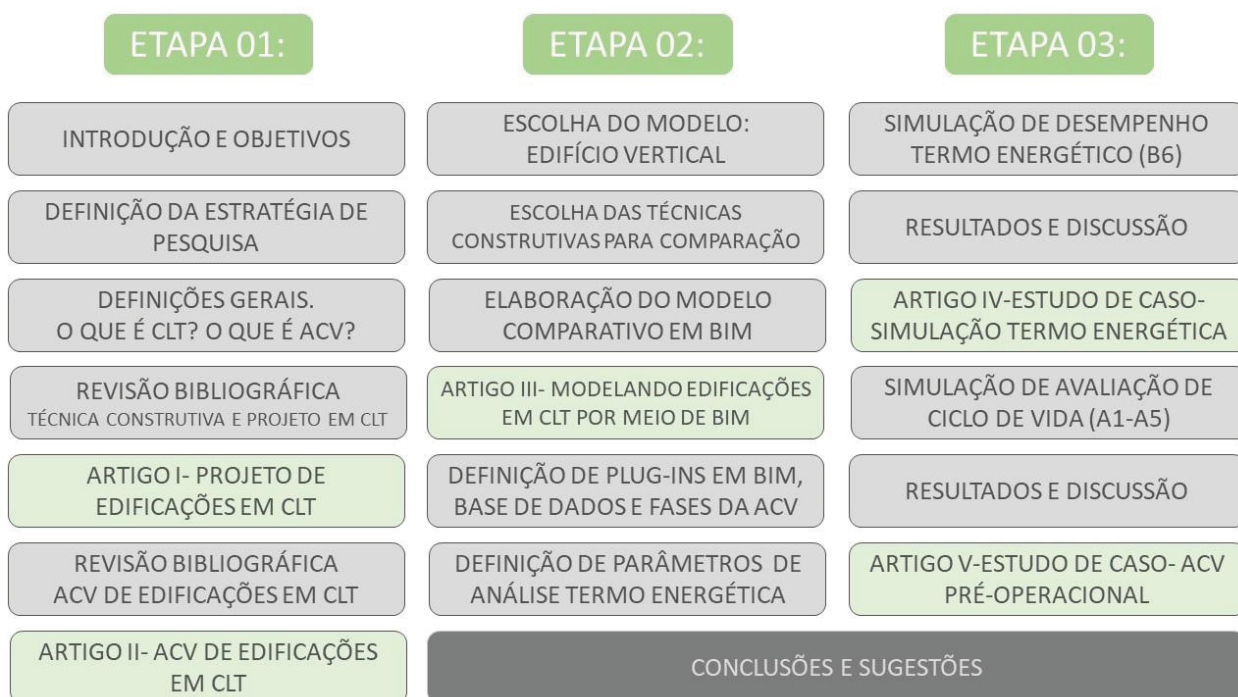 ETAPA 01:
INTRODUÇÃO E OBJETIVOS
DEFINIÇÃO DA ESTRATÉGIA DE
PESQUISA
DEFINIÇÕES GERAIS.
O QUE É CLT? O QUE É ACV?
REVISÃO BIBLIOGRÁFICA
TÉCNICA CONSTRUTIVA E PROJETO EM CLT
ARTIGO I- PROJETO DE
EDIFICAÇÕES EM CLT
REVISÃO BIBLIOGRÁFICA
ACV DE EDIFICAÇÕES EM CLT
ARTIGO II- ACV DE EDIFICAÇÕES
EM CLT
ETAPA 02:
ESCOLHA DO MODELO:
EDIFÍCIO VERTICAL
ESCOLHA DAS TÉCNICAS
CONSTRUTIVAS PARA COMPARAÇÃO
ELABORAÇÃO DO MODELO
COMPARATIVO EM BIM
ARTIGO III- MODELANDO EDIFICAÇÕES
EM CLT POR MEIO DE BIM
DEFINIÇÃO DE PLUG-INS EM BIM,
BASE DE DADOS E FASES DA ACV
DEFINIÇÃO DE PARÂMETROS DE
ANÁLISE TERMO ENERGÉTICA
ETAPA 03:
SIMULAÇÃO DE DESEMPENHO
TERMO ENERGÉTICO (B6)
RESULTADOS E DISCUSSÃO
ARTIGO IV-ESTUDO DE CASO-
SIMULAÇÃO TERMO ENERGÉTICA
SIMULAÇÃO DE AVALIAÇÃO DE
CICLO DE VIDA (A1-A5)
RESULTADOS E DISCUSSÃO
ARTIGO V-ESTUDO DE CASO- ACV
PRÉ-OPERACIONAL
CONCLUSÕES E SUGESTÕES